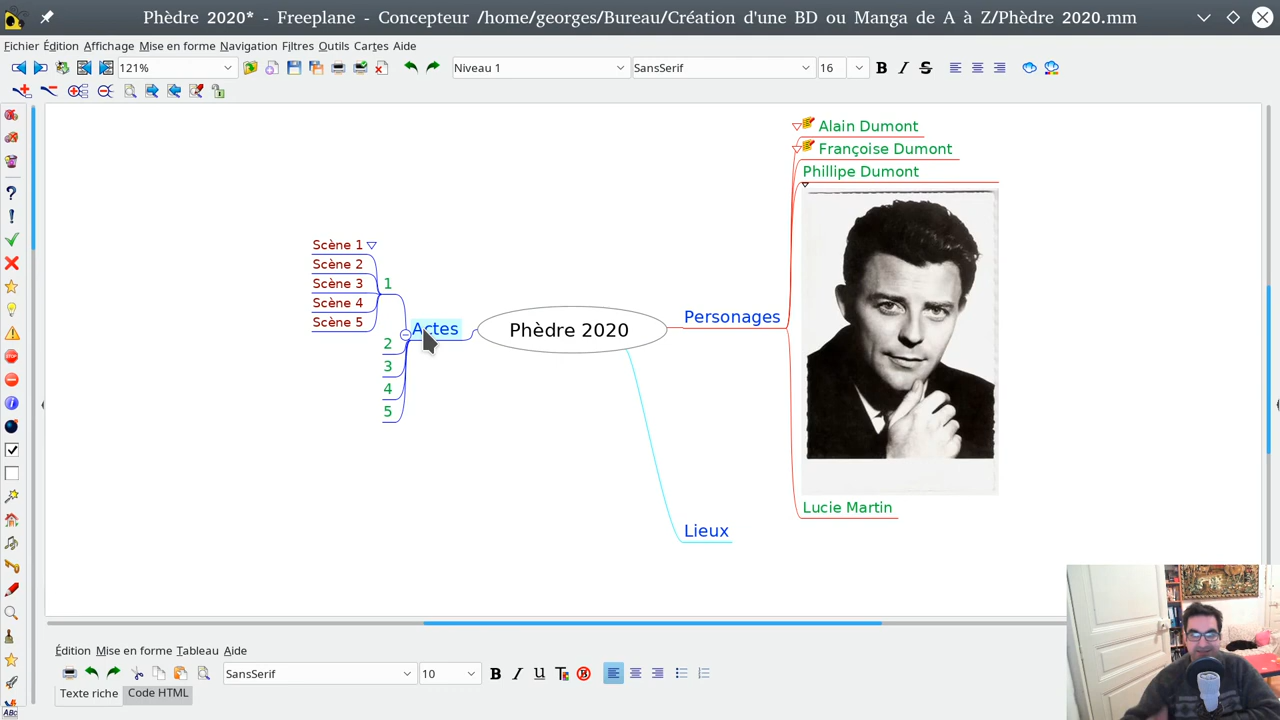 Phèdre 2020* - Freeplane - Concepteur /home/georges/Bureau/Création d'une BD ou Manga de A à Z/Phèdre 2020.mm
Fichier Édition Affichage Mise en forme Navigation Filtres Outils Cartes Aide
121% Niveau 1 SansSerif 16 B I S
Alain Dumont
Françoise Dumont
Phillipe Dumont
Scène 1
Scène 2
Scène 3
Scène 4
Scène 5
1
2
3
4
5
Actes
Phèdre 2020
Personages
Lucie Martin
Lieux
Édition Mise en forme Tableau Aide
SansSerif 10 B I U
Texte riche Code HTML